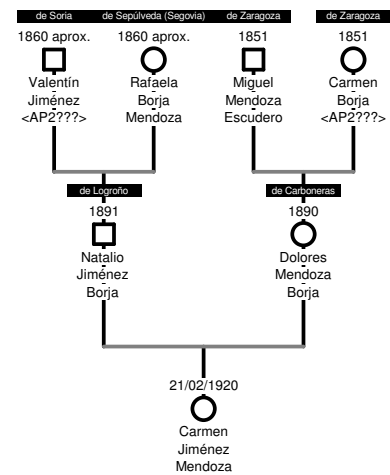 de Soria
de Sepúlveda (Segovia)
de Zaragoza
de Zaragoza
1860 aprox.
1860 aprox.
1851
1851
Valentín
Jiménez
<AP2???>
Rafaela
Borja
Mendoza
Miguel
Mendoza
Escudero
Carmen
Borja
<AP2???>
de Logroño
de Carboneras
1891
1890
Natalio
Jiménez
Borja
Dolores
Mendoza
Borja
21/02/1920
Carmen
Jiménez
Mendoza